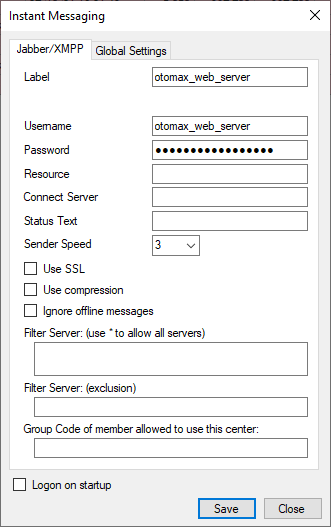 Instant Messaging
Jabber/XMPP Global Settings
Label otomax_web_server
Username otomax_web_server
Password ●●●●●●●●●●●●●●●●●
Resource
Connect Server
Status Text
Sender Speed 3
Use SSL
Use compression
Ignore offline messages
Filter Server: (use * to allow all servers)
Filter Server: (exclusion)
Group Code of member allowed to use this center:
Logon on startup
Save Close